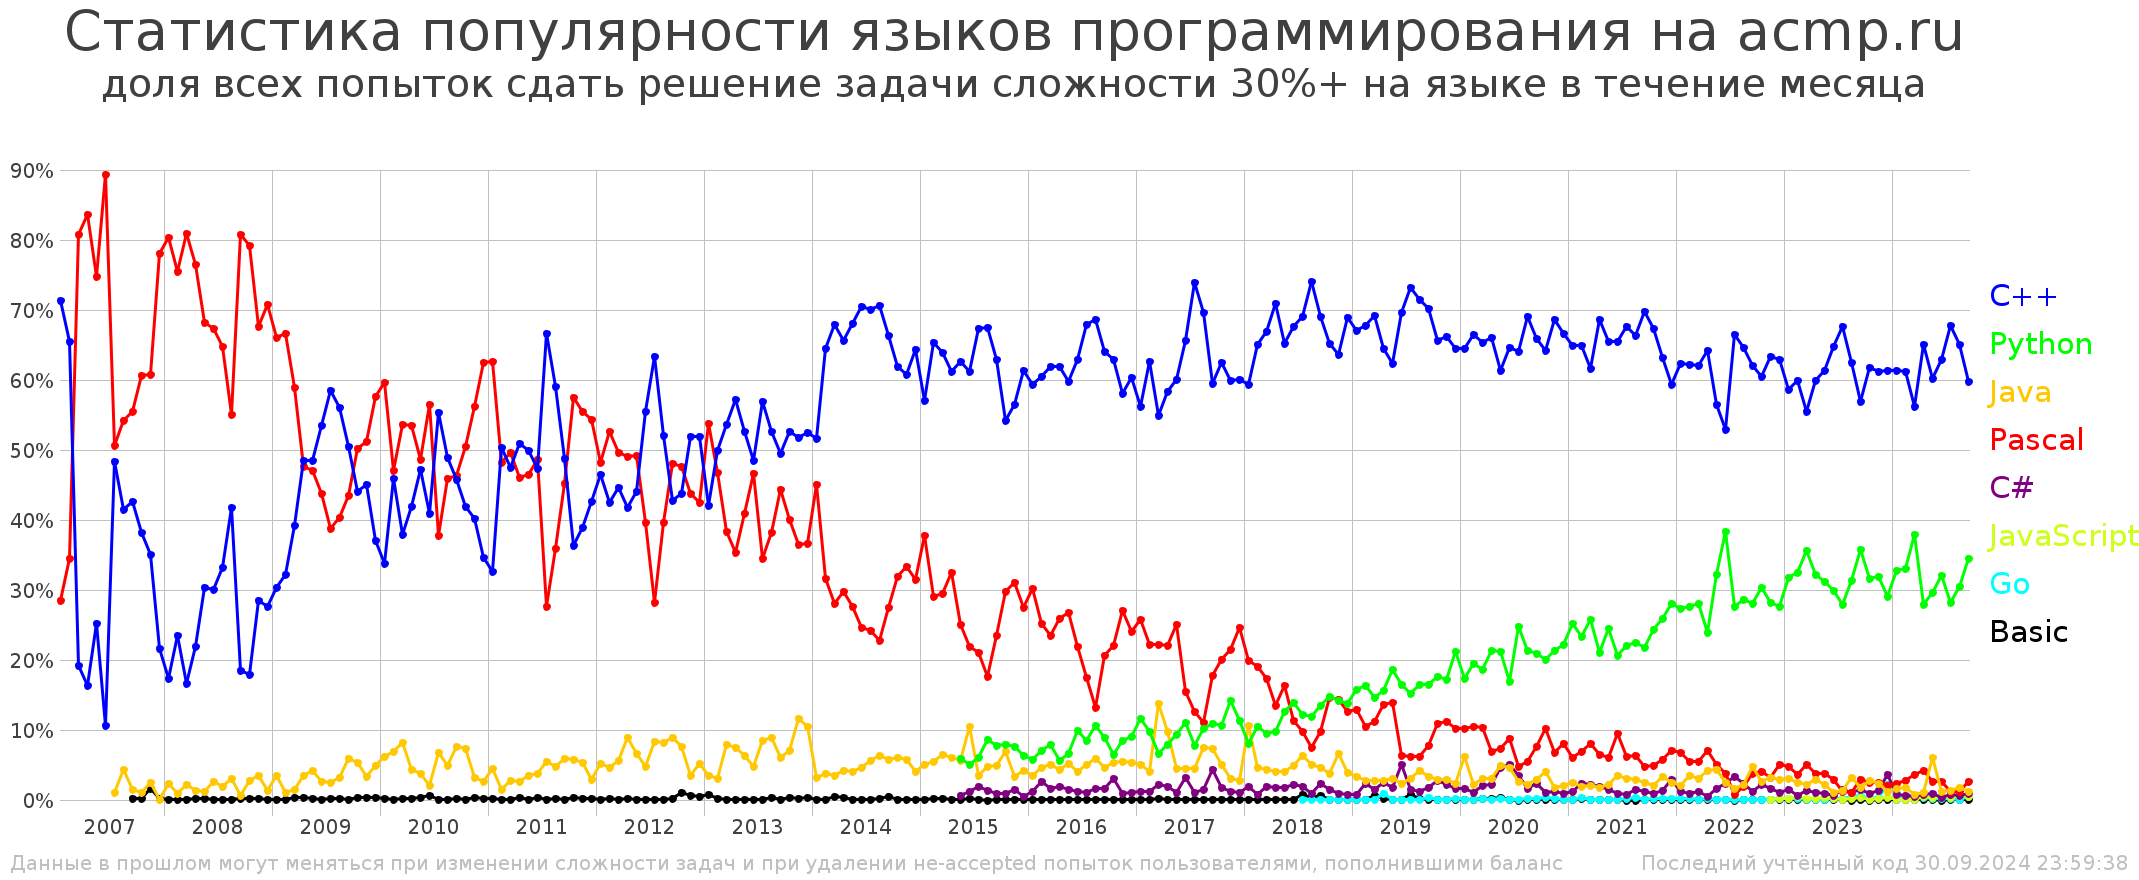 Статистика популярности языков программирования на acmp.ru
доля всех попыток сдать решение задачи сложности 30%+ на языке в течение месяца
90%
80%
70%
60%
50%
40%
30%
20%
10%
0%
C++
Python
Java
Pascal
C#
JavaScript
Go
Basic
2007 2008 2009 2010 2011 2012 2013 2014 2015 2016 2017 2018 2019 2020 2021 2022 2023
Данные в прошлом могут меняться при изменении сложности задач и при удалении не-accepted попыток пользователями, пополнившими баланс
Последний учтённый код 30.09.2024 23:59:38